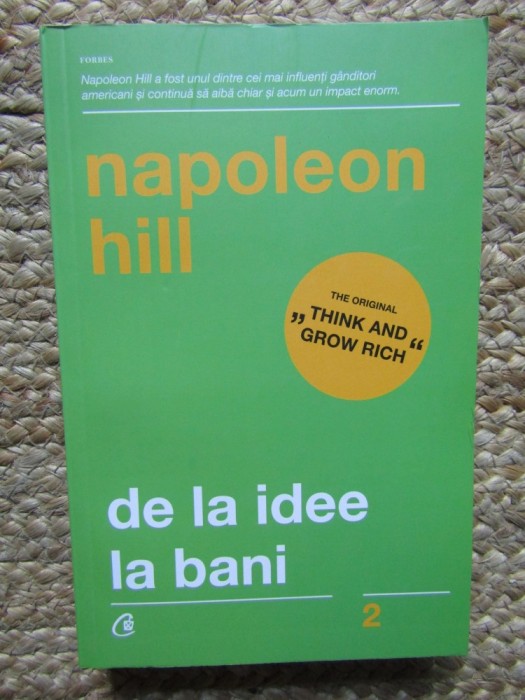 FORBES
Napoleon Hill a fost unul dintre cei mai influenți gânditori
americani și continuă să aibă chiar și acum un impact enorm.
napoleon
hill
THE ORIGINAL
„THINK AND
GROW RICH“
de la idee
la bani
2